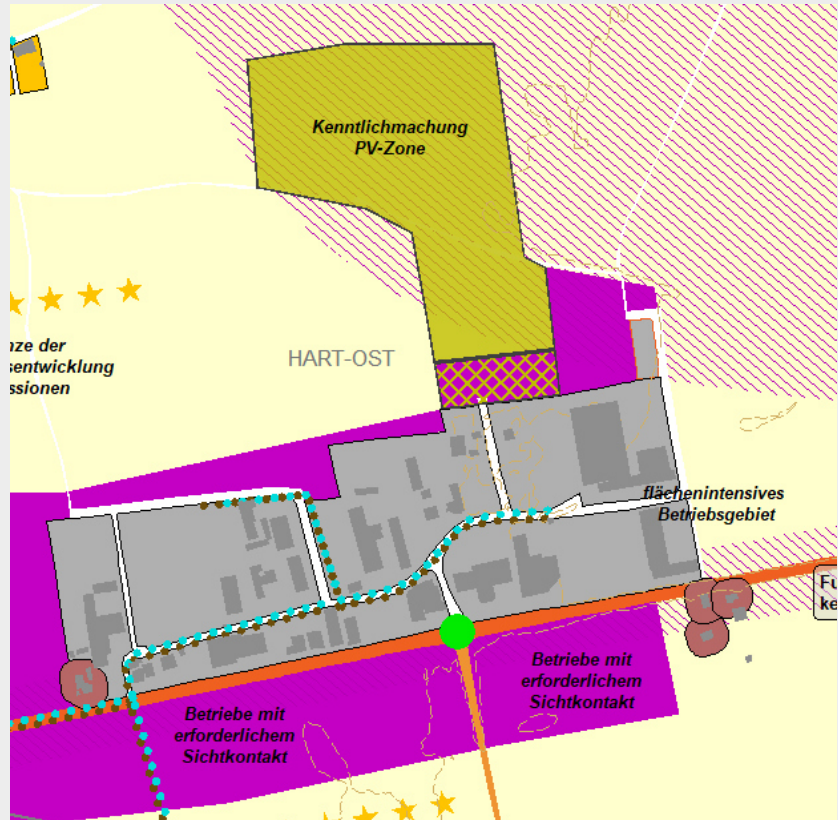 Kenntlichmachung
PV-Zone
nze der
sentwicklung
ssionen
HART-OST
flächenintensives
Betriebsgebiet
Fu
ke
Betriebe mit
erforderlichem
Sichtkontakt
Betriebe mit
erforderlichem
Sichtkontakt